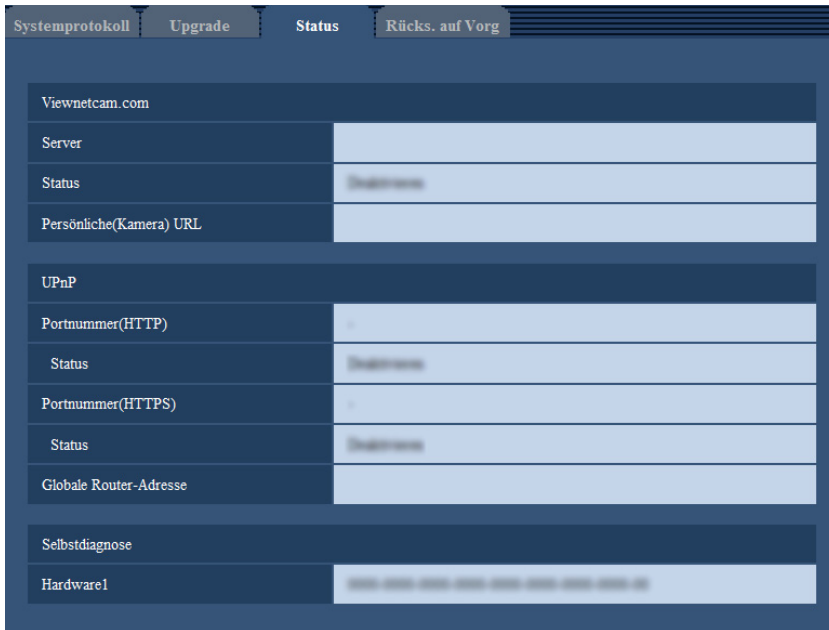 Systemprotokoll Upgrade Status Rücks. auf Vorg
Viewnetcam.com
Server
Status
Persönliche(Kamera) URL
UPnP
Portnummer(HTTP) -
Status
Portnummer(HTTPS) -
Status
Globale Router-Adresse
Selbstdiagnose
Hardware1